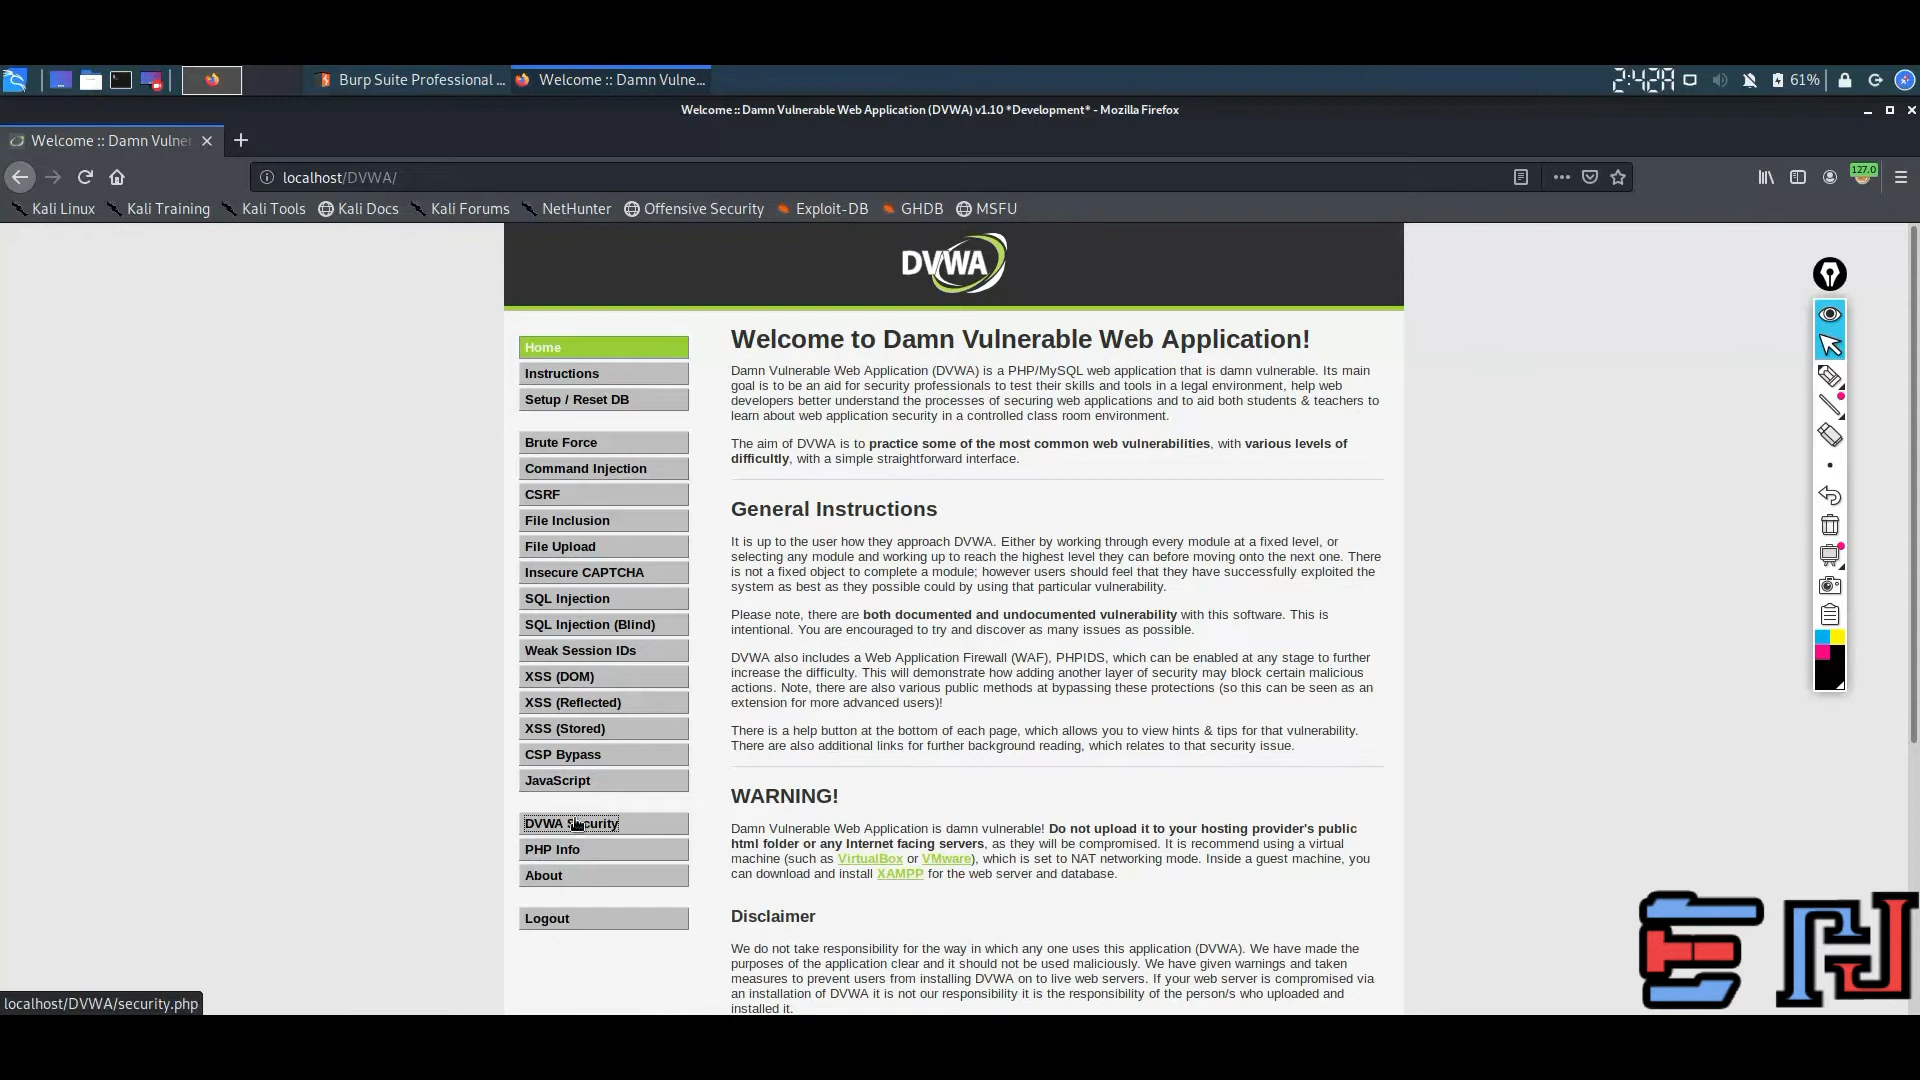 Burp Suite Professional ...
Welcome :: Damn Vulne...
2:42
61%
Welcome :: Damn Vulnerable Web Application (DVWA) v1.10 *Development* - Mozilla Firefox
Welcome :: Damn Vulne
localhost/DVWA/
127.0
Kali Linux
Kali Training
Kali Tools
Kali Docs
Kali Forums
NetHunter
Offensive Security
Exploit-DB
GHDB
MSFU
DVWA
Home
Instructions
Setup / Reset DB
Brute Force
Command Injection
CSRF
File Inclusion
File Upload
Insecure CAPTCHA
SQL Injection
SQL Injection (Blind)
Weak Session IDs
XSS (DOM)
XSS (Reflected)
XSS (Stored)
CSP Bypass
JavaScript
DVWA Security
PHP Info
About
Logout
Welcome to Damn Vulnerable Web Application!
Damn Vulnerable Web Application (DVWA) is a PHP/MySQL web application that is damn vulnerable. Its main
goal is to be an aid for security professionals to test their skills and tools in a legal environment, help web
developers better understand the processes of securing web applications and to aid both students & teachers to
learn about web application security in a controlled class room environment.
The aim of DVWA is to practice some of the most common web vulnerabilities, with various levels of
difficultly, with a simple straightforward interface.
General Instructions
It is up to the user how they approach DVWA. Either by working through every module at a fixed level, or
selecting any module and working up to reach the highest level they can before moving onto the next one. There
is not a fixed object to complete a module; however users should feel that they have successfully exploited the
system as best as they possible could by using that particular vulnerability.
Please note, there are both documented and undocumented vulnerability with this software. This is
intentional. You are encouraged to try and discover as many issues as possible.
DVWA also includes a Web Application Firewall (WAF), PHPIDS, which can be enabled at any stage to further
increase the difficulty. This will demonstrate how adding another layer of security may block certain malicious
actions. Note, there are also various public methods at bypassing these protections (so this can be seen as an
extension for more advanced users)!
There is a help button at the bottom of each page, which allows you to view hints & tips for that vulnerability.
There are also additional links for further background reading, which relates to that security issue.
WARNING!
Damn Vulnerable Web Application is damn vulnerable! Do not upload it to your hosting provider's public
html folder or any Internet facing servers, as they will be compromised. It is recommend using a virtual
machine (such as VirtualBox or VMware), which is set to NAT networking mode. Inside a guest machine, you
can download and install XAMPP for the web server and database.
Disclaimer
We do not take responsibility for the way in which any one uses this application (DVWA). We have made the
purposes of the application clear and it should not be used maliciously. We have given warnings and taken
measures to prevent users from installing DVWA on to live web servers. If your web server is compromised via
an installation of DVWA it is not our responsibility it is the responsibility of the person/s who uploaded and
installed it.
localhost/DVWA/security.php